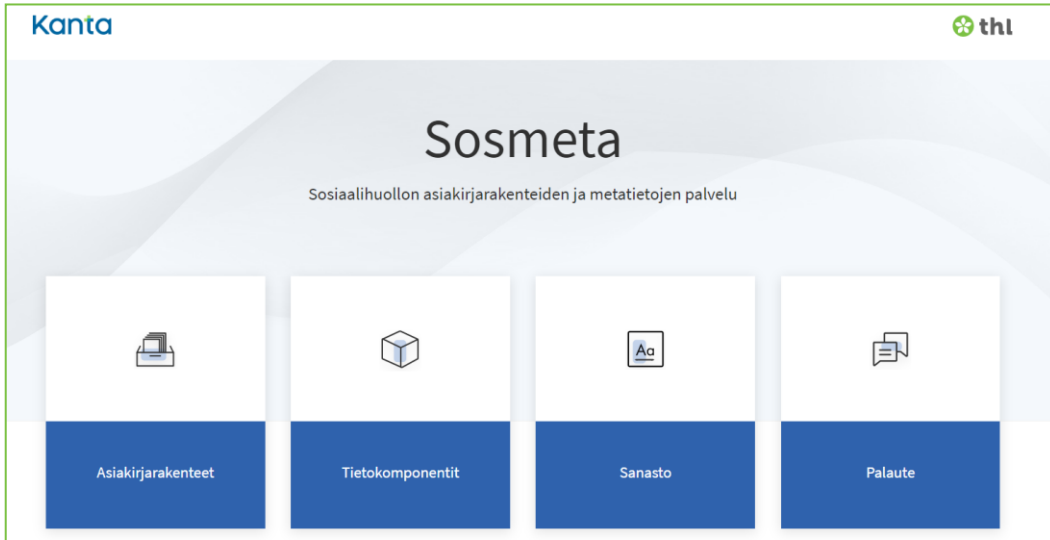 Kanta
thl
Sosmeta
Sosiaalihuollon asiakirjarakenteiden ja metatietojen palvelu
Aa
Asiakirjarakenteet
Tietokomponentit
Sanasto
Palaute